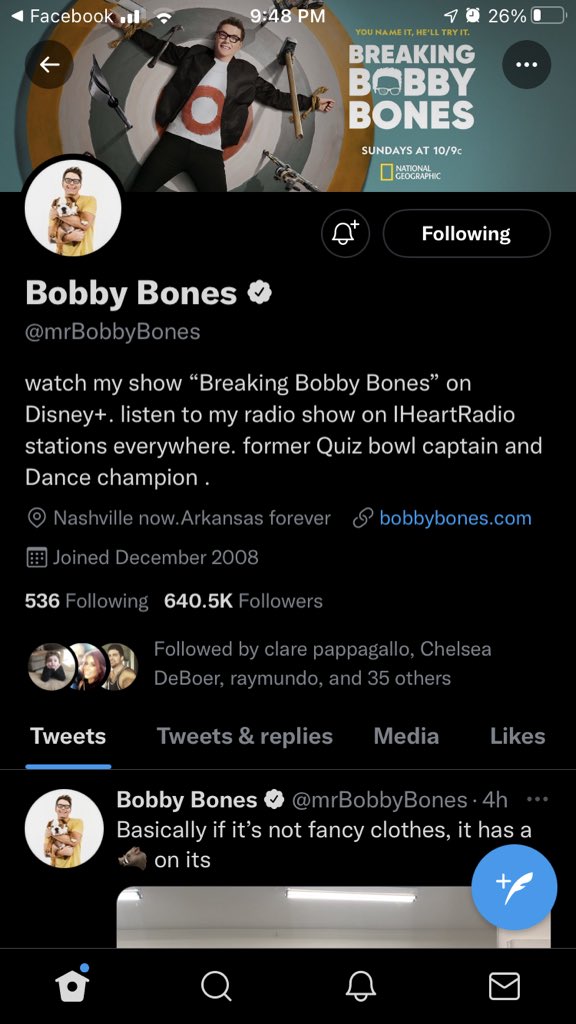 Facebook 9:48 PM 26%
YOU NAME IT, HE'LL TRY IT.
BREAKING
BOBBY
BONES
SUNDAYS AT 10/9c
NATIONAL
GEOGRAPHIC
Following
Bobby Bones
@mrBobbyBones
watch my show “Breaking Bobby Bones” on
Disney+. listen to my radio show on IHeartRadio
stations everywhere. former Quiz bowl captain and
Dance champion .
Nashville now.Arkansas forever bobbybones.com
Joined December 2008
536 Following 640.5K Followers
Followed by clare pappagallo, Chelsea
DeBoer, raymundo, and 35 others
Tweets Tweets & replies Media Likes
Bobby Bones @mrBobbyBones · 4h
Basically if it’s not fancy clothes, it has a
🐗 on its